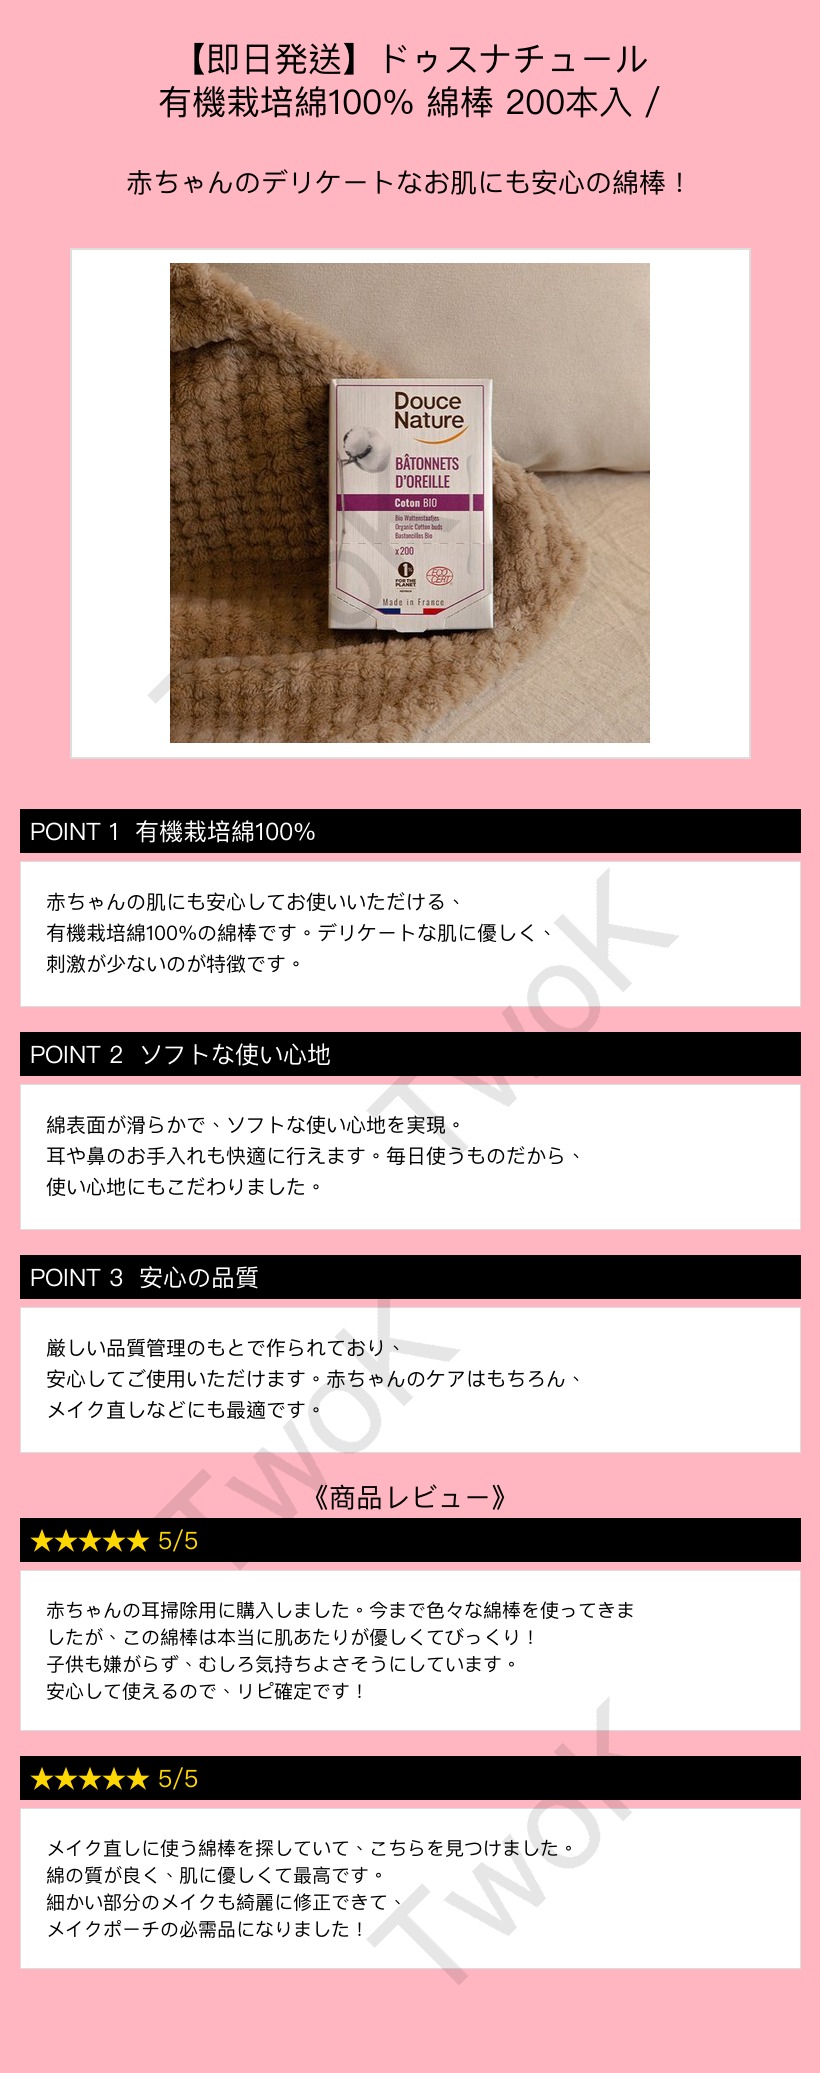 【即日発送】ドゥスナチュール
有機栽培綿100% 綿棒 200本入 /
赤ちゃんのデリケートなお肌にも安心の綿棒！
Douce
Nature
BÂTONNETS
D'OREILLE
Coton BIO
Bio Wattenstaafjes
Organic Cotton buds
Bastoncillos Bio
x200
1%
FOR THE
PLANET
ECO
CERT
Made in France
POINT 1 有機栽培綿100%
赤ちゃんの肌にも安心してお使いいただける、
有機栽培綿100%の綿棒です。デリケートな肌に優しく、
刺激が少ないのが特徴です。
POINT 2 ソフトな使い心地
綿表面が滑らかで、ソフトな使い心地を実現。
耳や鼻のお手入れも快適に行えます。毎日使うものだから、
使い心地にもこだわりました。
POINT 3 安心の品質
厳しい品質管理のもとで作られており、
安心してご使用いただけます。赤ちゃんのケアはもちろん、
メイク直しなどにも最適です。
《商品レビュー》
★★★★★ 5/5
赤ちゃんの耳掃除用に購入しました。今まで色々な綿棒を使ってきま
したが、この綿棒は本当に肌あたりが優しくてびっくり！
子供も嫌がらず、むしろ気持ちよさそうにしています。
安心して使えるので、リピ確定です！
★★★★★ 5/5
メイク直しに使う綿棒を探していて、こちらを見つけました。
綿の質が良く、肌に優しくて最高です。
細かい部分のメイクも綺麗に修正できて、
メイクポーチの必需品になりました！
TwoK
TwoK
TwoK
TwoK